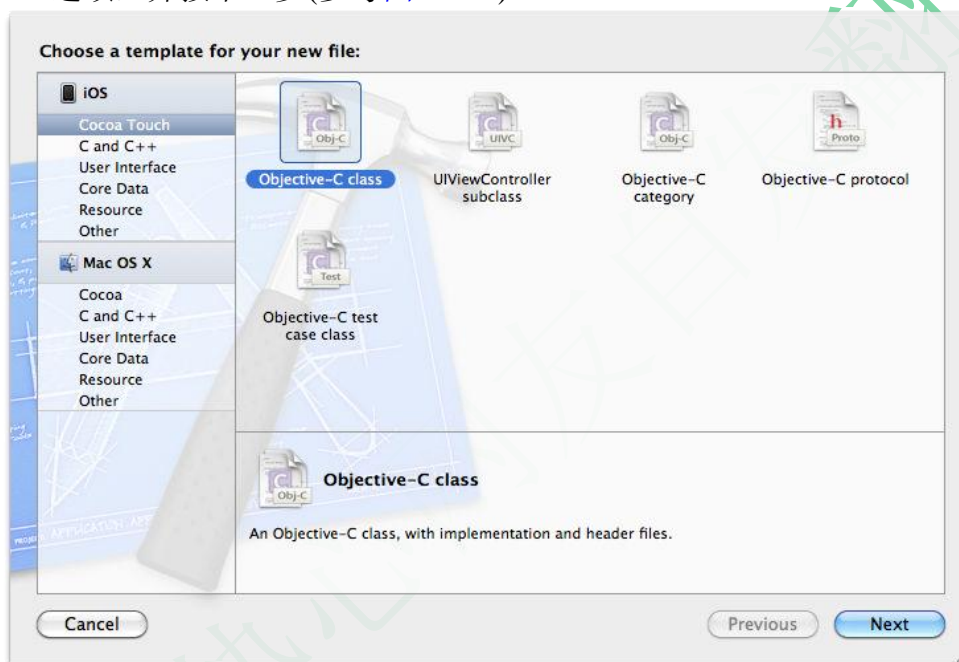 Choose a template for your new file:
iOS
Cocoa Touch
C and C++
User Interface
Core Data
Resource
Other
Mac OS X
Cocoa
C and C++
User Interface
Core Data
Resource
Other
C
Obj-C
Objective-C class
C
UIVC
UIViewController
subclass
C
Obj-C
Objective-C
category
h
Proto
Objective-C protocol
C
Test
Objective-C test
case class
C
Obj-C
Objective-C class
An Objective-C class, with implementation and header files.
Cancel
Previous
Next